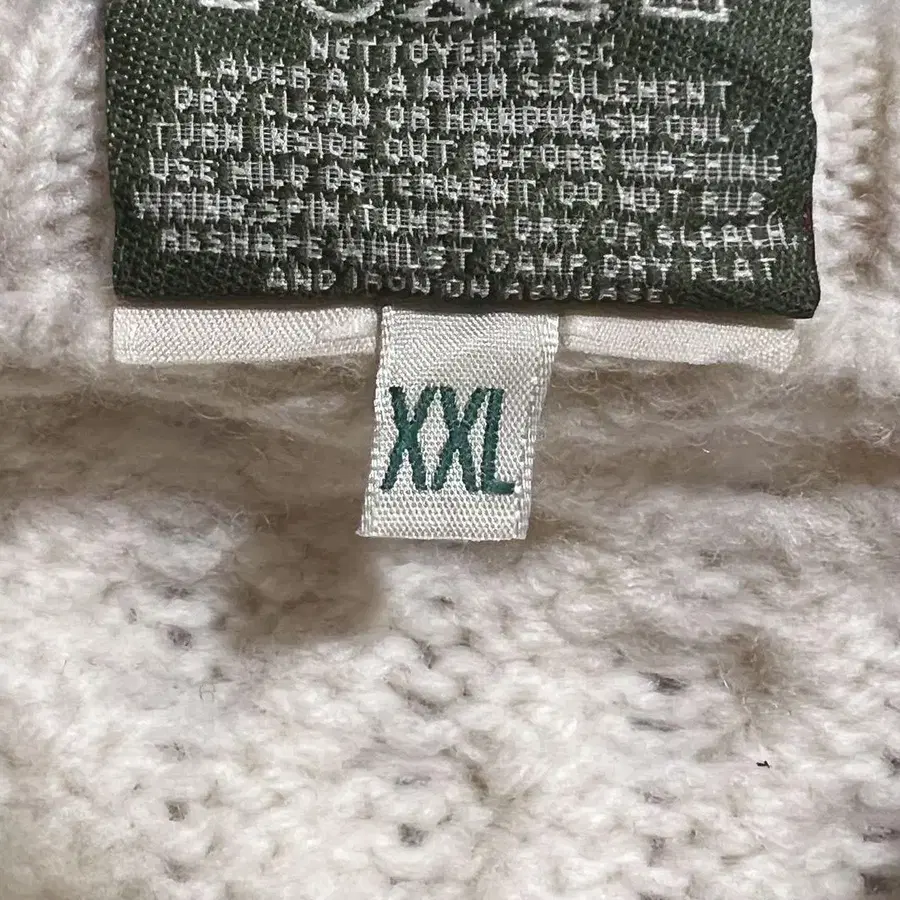 NETTOYER A SEC
LAVER A LA MAIN SEULEMENT
DRY CLEAN OR HANDWASH ONLY
TURN INSIDE OUT BEFORE WASHING
USE MILD DETERGENT, DO NOT RUB
WRING, SPIN, TUMBLE DRY OR BLEACH,
RESHAPE WHILST DAMP, DRY FLAT
AND IRON ON REVERSE.
XXL